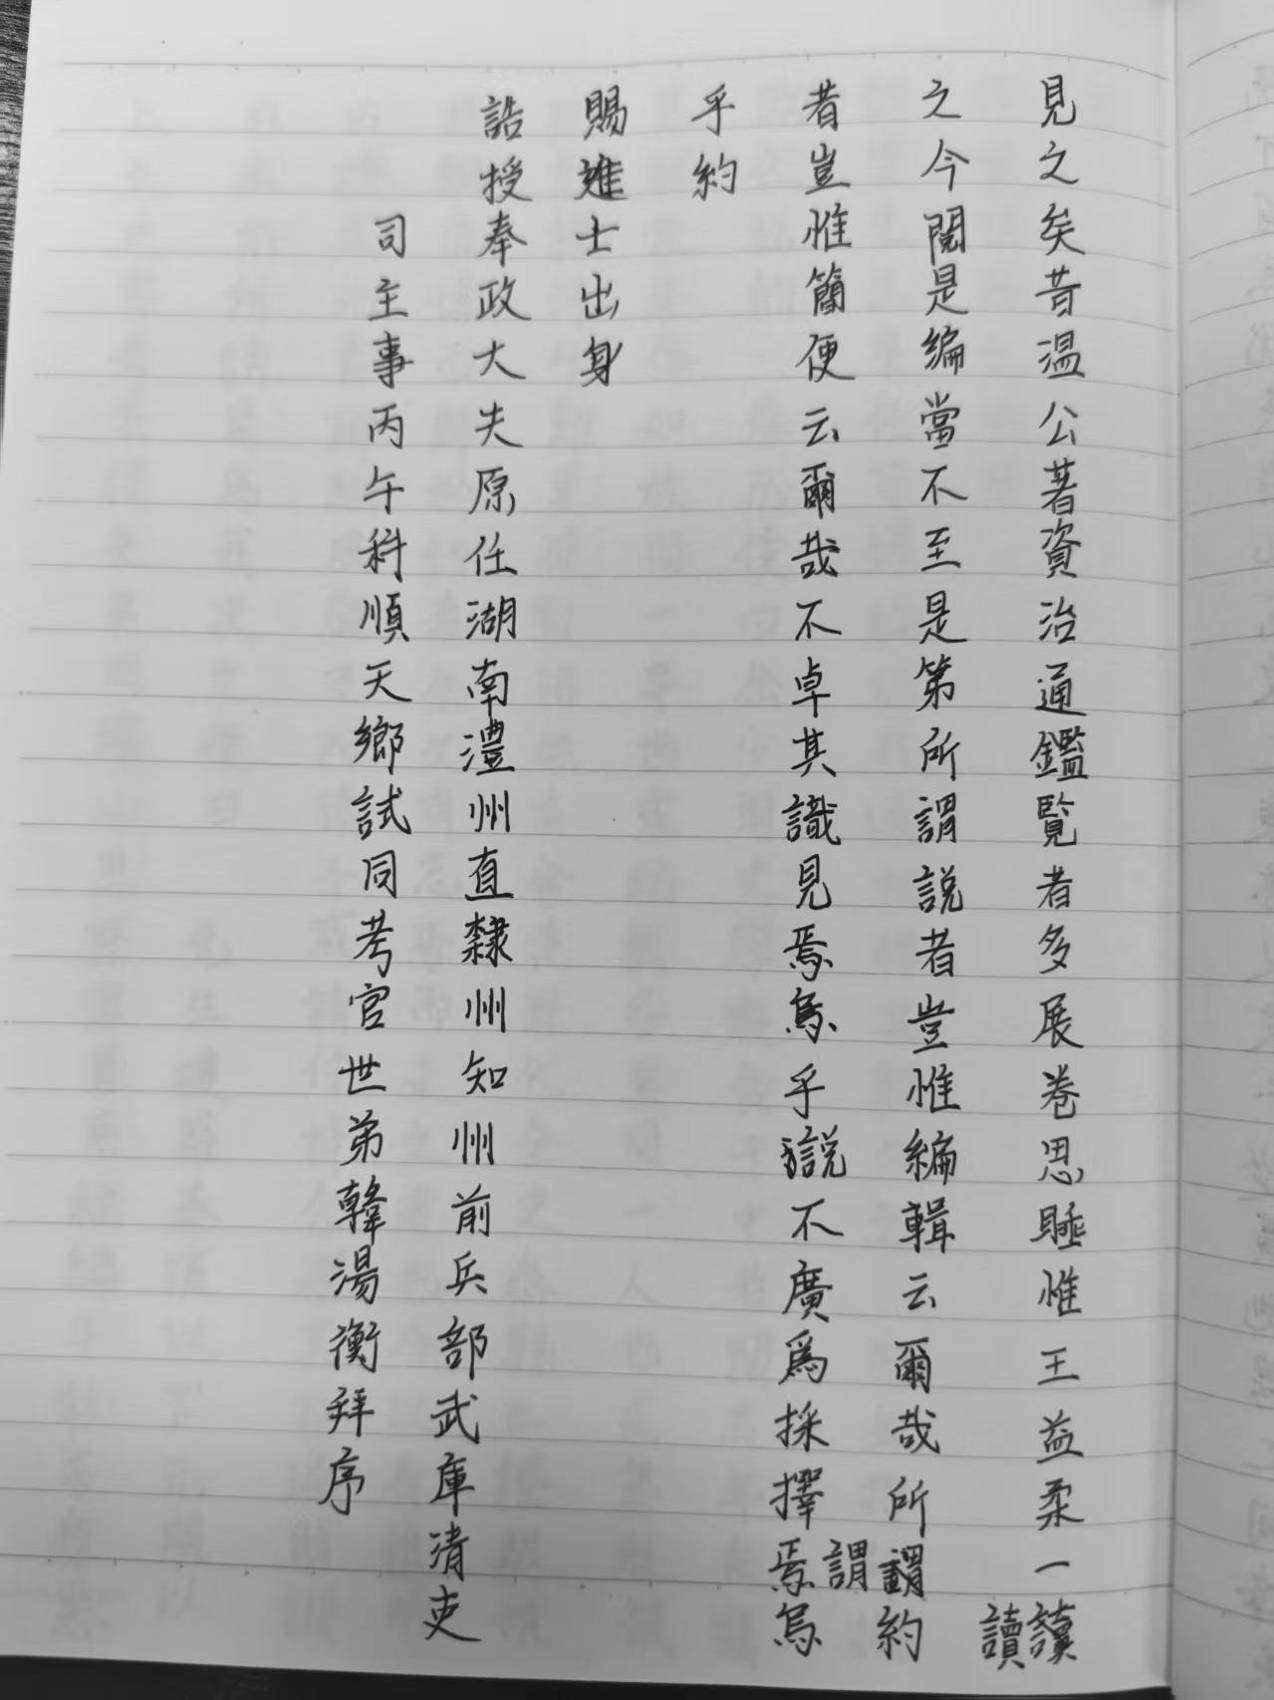 見之矣昔温公著資治通鑑覽者多展卷思睡惟王益柔一讀
之今閱是編當不至是第所謂説者豈惟編輯云爾哉所謂約
者豈惟簡便云爾哉不卓其識見焉烏乎説不廣爲採擇焉烏
乎約
賜進士出身
誥授奉政大夫原任湖南澧州直隸州知州前兵部武庫清吏
司主事丙午科順天鄉試同考官世弟韓湯衡拜序